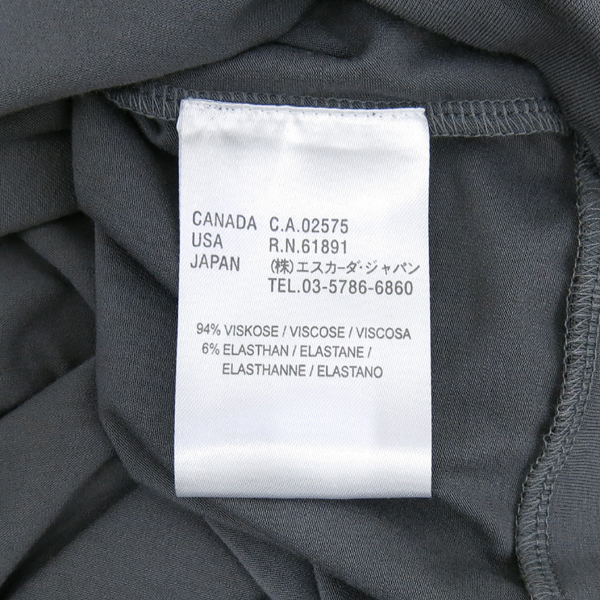 CANADA C.A.02575
USA R.N.61891
JAPAN (株)エスカーダ・ジャパン
TEL.03-5786-6860
94% VISKOSE / VISCOSE / VISCOSA
6% ELASTHAN / ELASTANE /
ELASTHANNE / ELASTANO